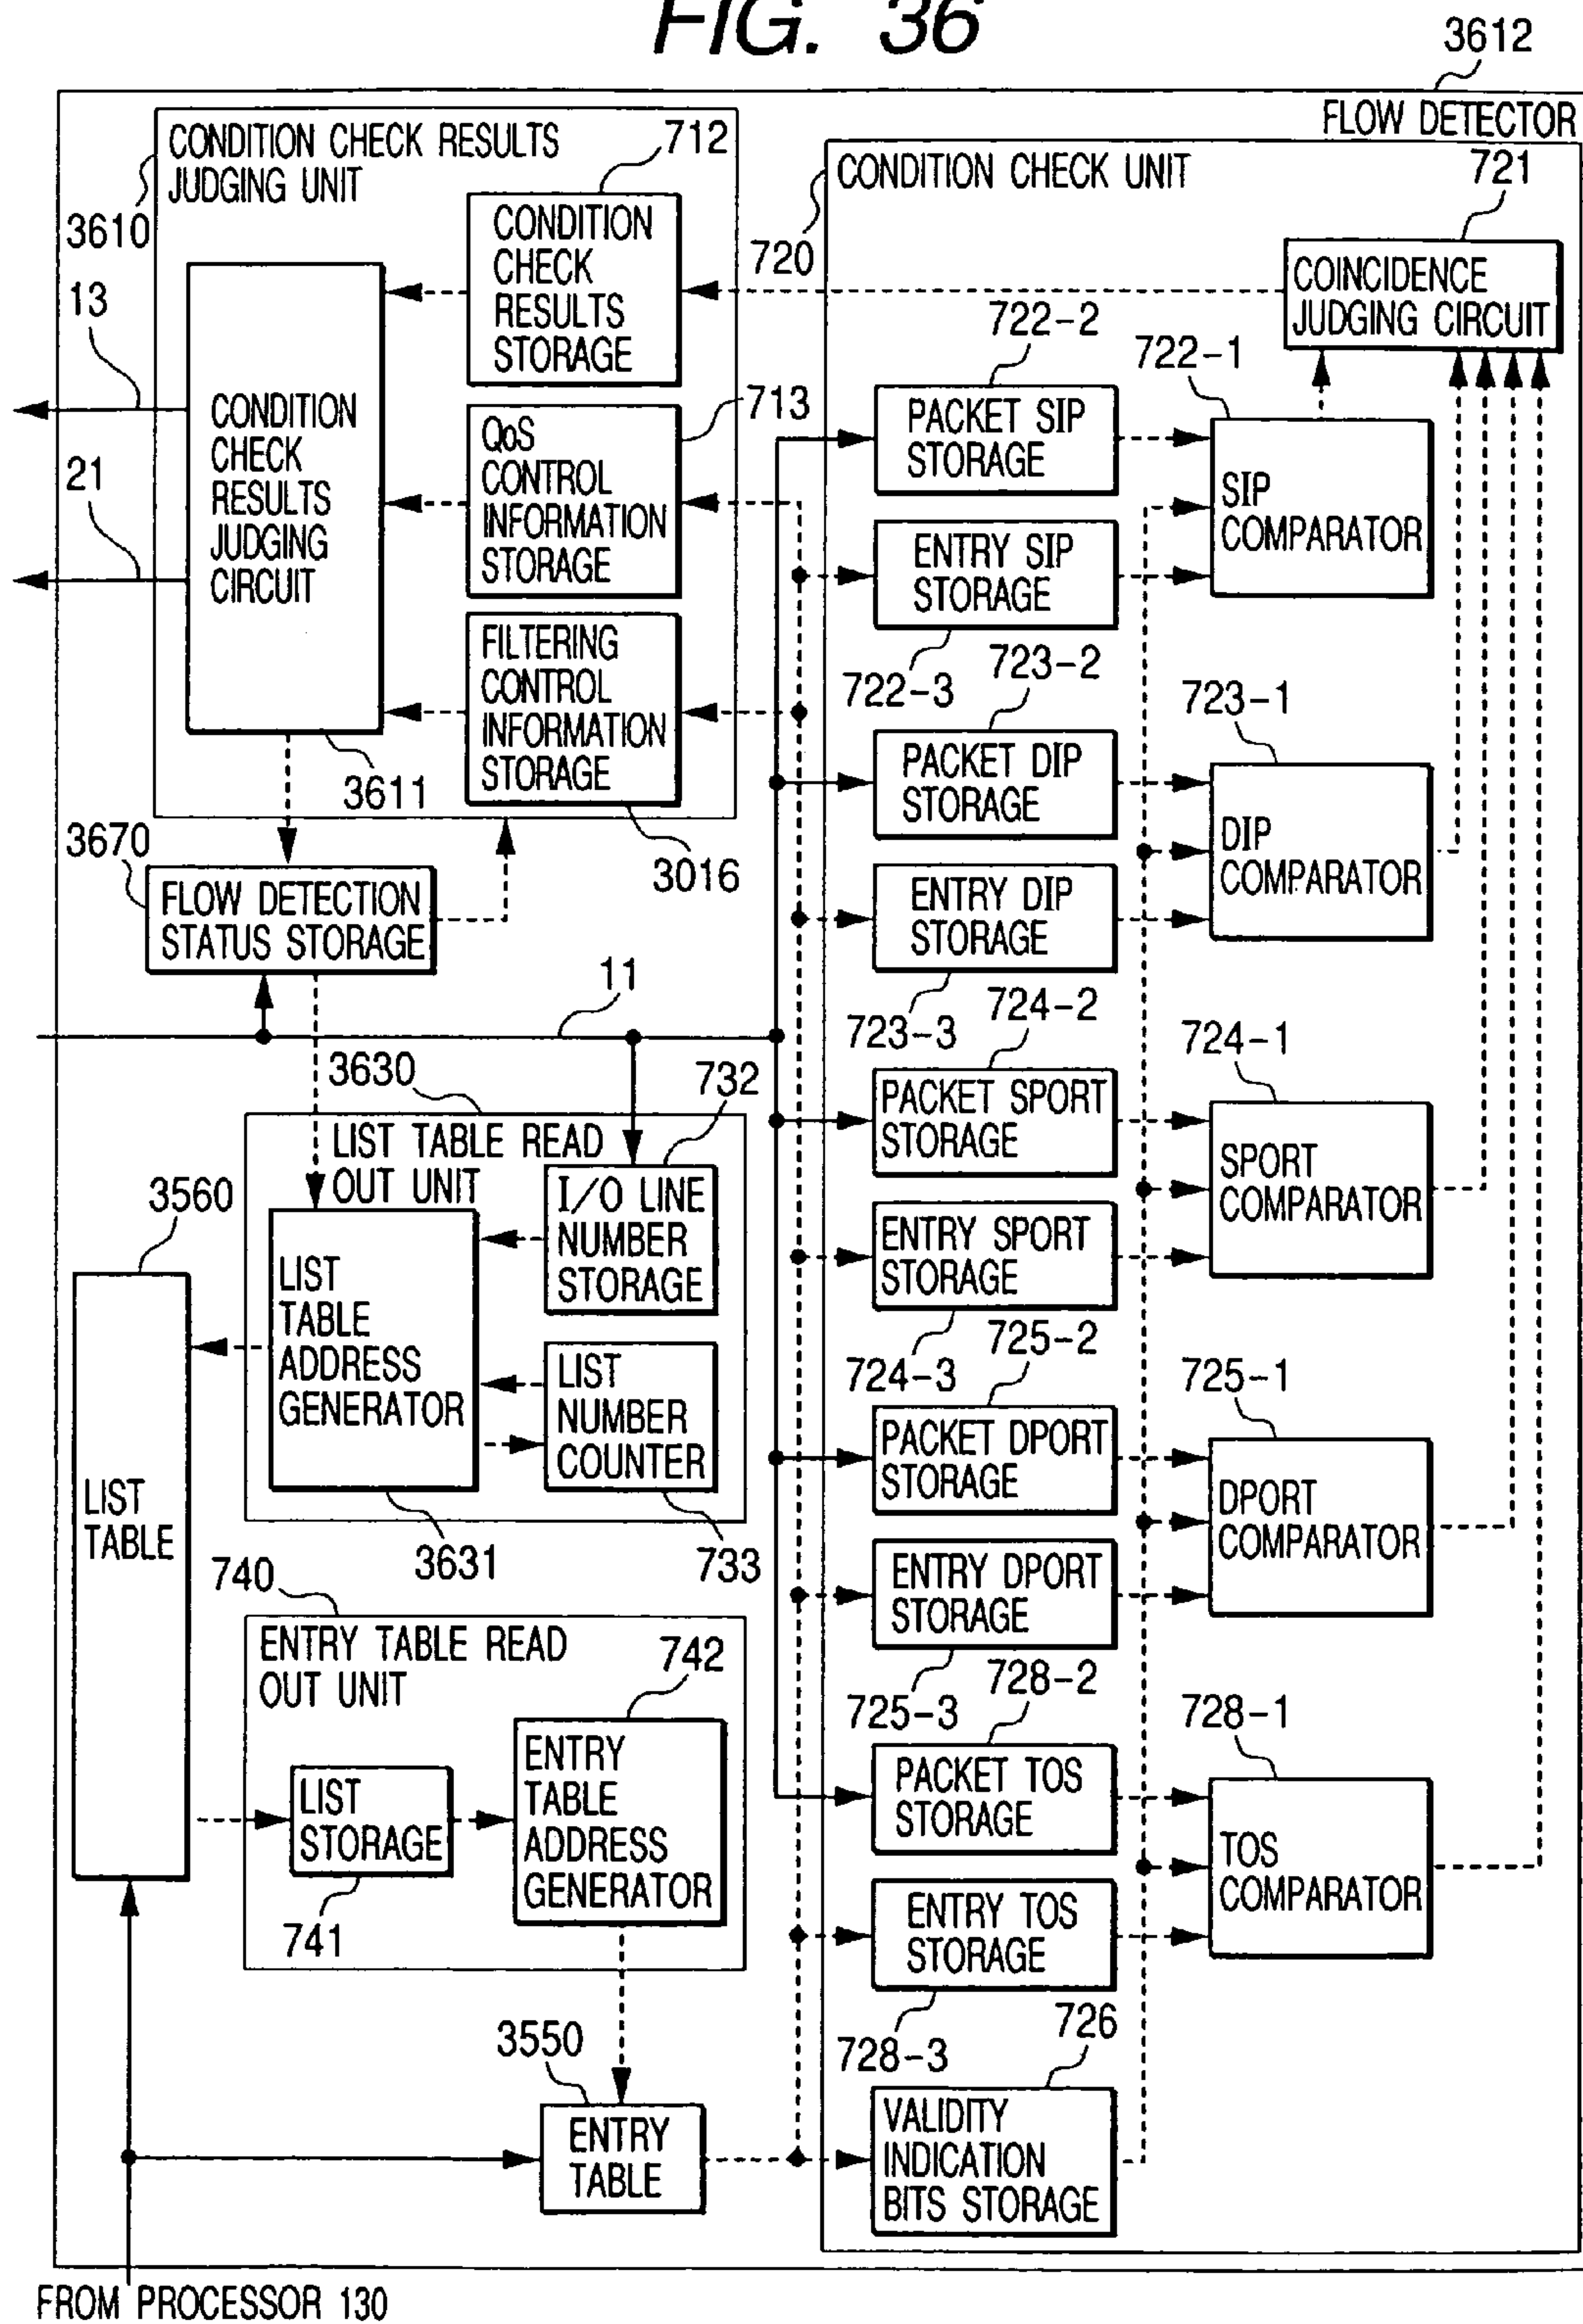 FIG. 36
3612
FLOW DETECTOR
CONDITION CHECK RESULTS
JUDGING UNIT
712
3610
CONDITION
CHECK
RESULTS
STORAGE
13
21
CONDITION
CHECK
RESULTS
JUDGING
CIRCUIT
713
QoS
CONTROL
INFORMATION
STORAGE
FILTERING
CONTROL
INFORMATION
STORAGE
3611
3016
3670
FLOW DETECTION
STATUS STORAGE
11
3630
732
LIST TABLE READ
OUT UNIT
I/O LINE
NUMBER
STORAGE
3560
LIST
TABLE
ADDRESS
GENERATOR
LIST
NUMBER
COUNTER
LIST
TABLE
3631
733
740
ENTRY TABLE READ
OUT UNIT
742
ENTRY
TABLE
ADDRESS
GENERATOR
LIST
STORAGE
741
3550
ENTRY
TABLE
FROM PROCESSOR 130
CONDITION CHECK UNIT
720
721
COINCIDENCE
JUDGING CIRCUIT
722-2
722-1
PACKET SIP
STORAGE
SIP
COMPARATOR
ENTRY SIP
STORAGE
722-3
723-2
723-1
PACKET DIP
STORAGE
DIP
COMPARATOR
ENTRY DIP
STORAGE
723-3
724-2
724-1
PACKET SPORT
STORAGE
SPORT
COMPARATOR
ENTRY SPORT
STORAGE
724-3
725-2
725-1
PACKET DPORT
STORAGE
DPORT
COMPARATOR
ENTRY DPORT
STORAGE
725-3
728-2
728-1
PACKET TOS
STORAGE
TOS
COMPARATOR
ENTRY TOS
STORAGE
728-3
726
VALIDITY
INDICATION
BITS STORAGE